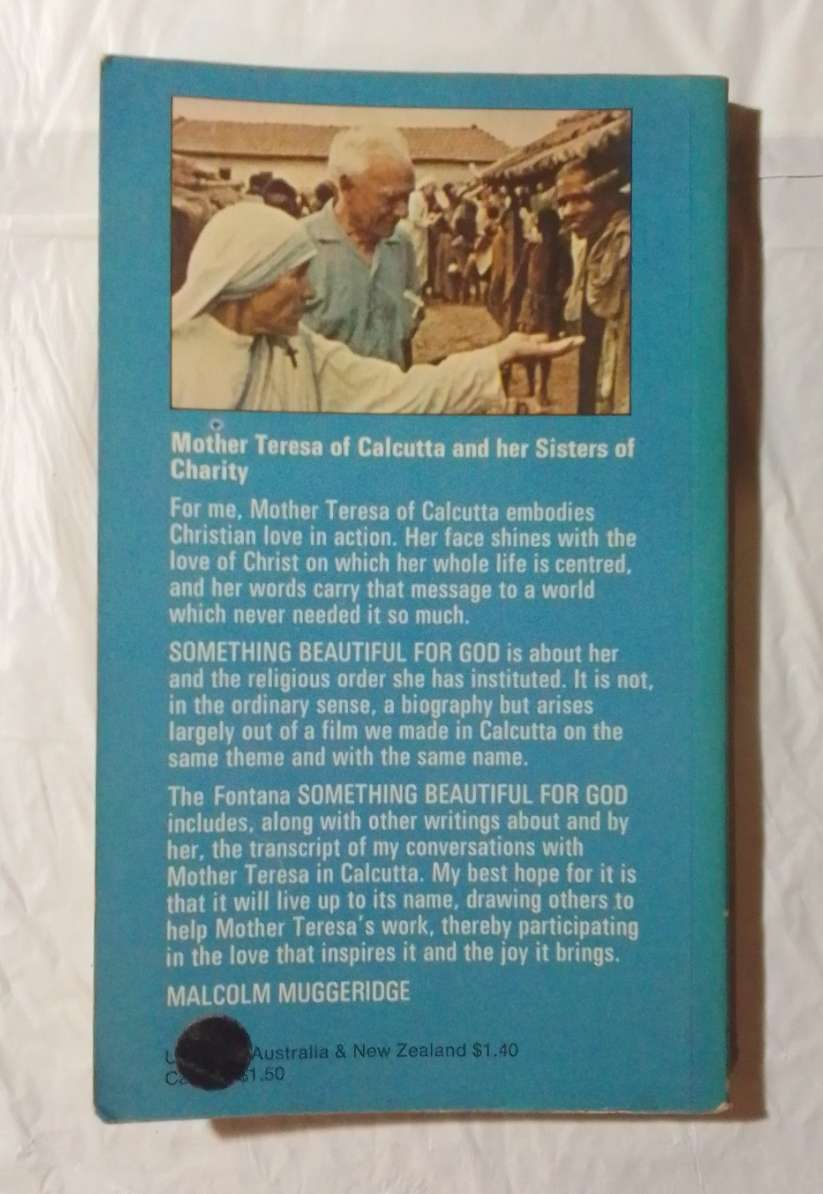 Mother Teresa of Calcutta and her Sisters of
Charity
For me, Mother Teresa of Calcutta embodies
Christian love in action. Her face shines with the
love of Christ on which her whole life is centred,
and her words carry that message to a world
which never needed it so much.
SOMETHING BEAUTIFUL FOR GOD is about her
and the religious order she has instituted. It is not,
in the ordinary sense, a biography but arises
largely out of a film we made in Calcutta on the
same theme and with the same name.
The Fontana SOMETHING BEAUTIFUL FOR GOD
includes, along with other writings about and by
her, the transcript of my conversations with
Mother Teresa in Calcutta. My best hope for it is
that it will live up to its name, drawing others to
help Mother Teresa's work, thereby participating
in the love that inspires it and the joy it brings.
MALCOLM MUGGERIDGE
Australia & New Zealand $1.40
$1.50